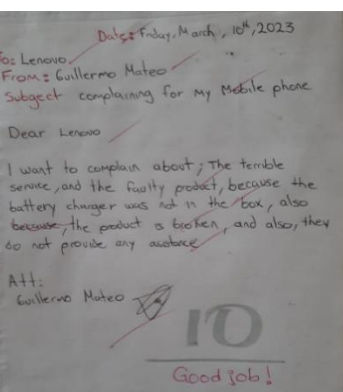 Date: Friday, March, 10th, 2023
To: Lenovo
From: Guillermo Mateo
Subgect complaining for My Mobile phone
Dear Lenovo
I want to complain about; The terrible
service, and the faulty product, because the
battery charger was not in the box, also
because, the product is broken, and also, they
do not provide any
Att:
Guillermo Mateo
10
Good job!